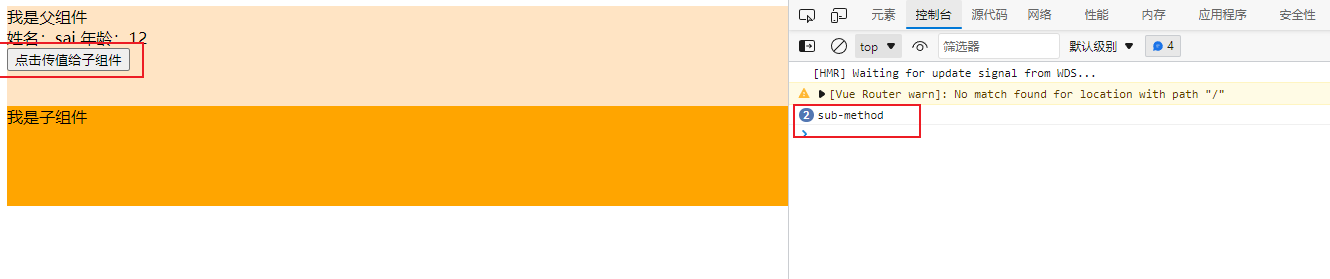 我是父组件
姓名：sai 年龄：12
点击传值给子组件
我是子组件
元素 控制台 源代码 网络 性能 内存 应用程序 安全性
top 筛选器 默认级别 4
[HMR] Waiting for update signal from WDS...
[Vue Router warn]: No match found for location with path "/"
2 sub-method